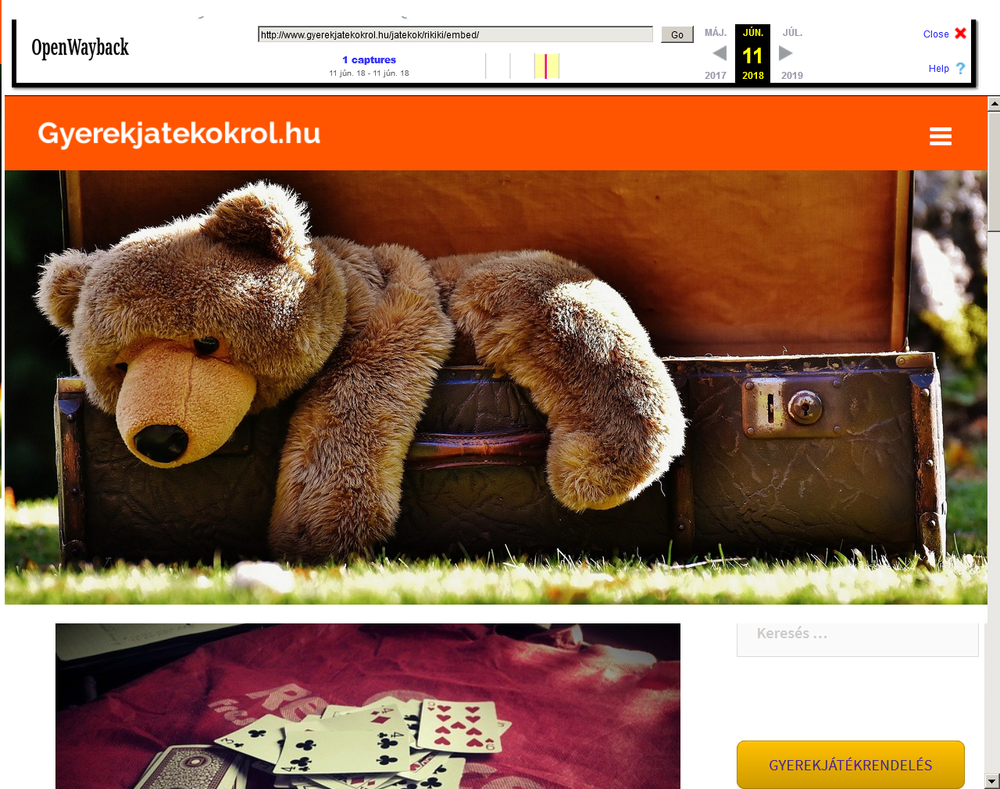 OpenWayback
http://www.gyerekjatekokrol.hu/jatekok/rikiki/embed/
Go
1 captures
11 jún. 18 - 11 jún. 18
MÁJ. JÚN. JÚL.
11
2017 2018 2019
Close
Help
Gyerekjatekokrol.hu
Keresés ...
GYEREKJÁTÉKRENDELÉS